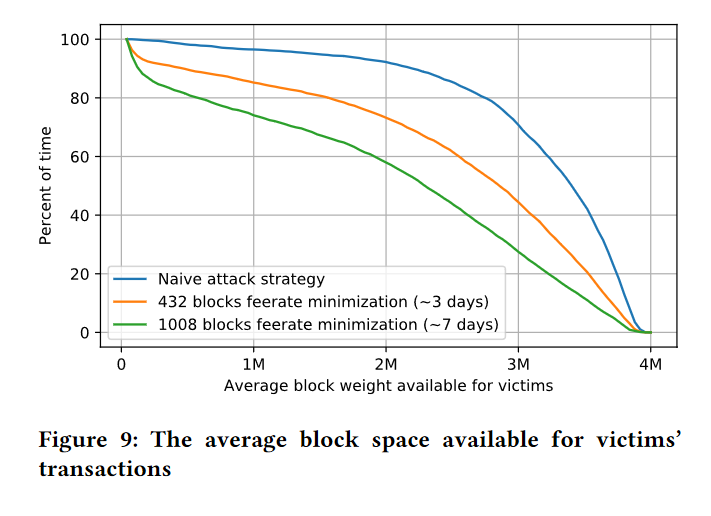 100
80
60
40
20
0
Percent of time
Naive attack strategy
432 blocks feerate minimization (~3 days)
1008 blocks feerate minimization (~7 days)
0 1M 2M 3M 4M
Average block weight available for victims
Figure 9: The average block space available for victims’
transactions